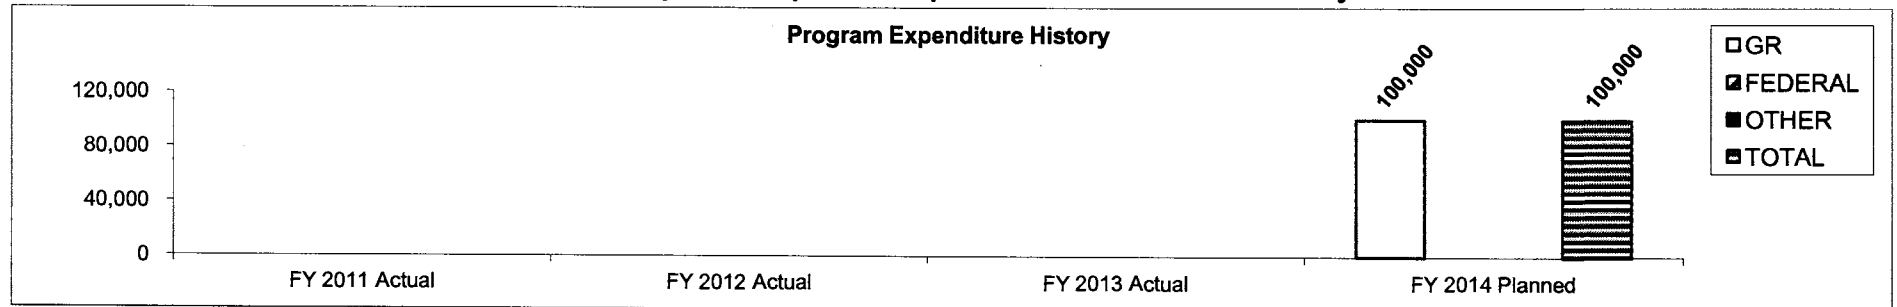 Program Expenditure History
120,000
80,000
40,000
0
100,000
100,000
FY 2011 Actual
FY 2012 Actual
FY 2013 Actual
FY 2014 Planned
GR
FEDERAL
OTHER
TOTAL